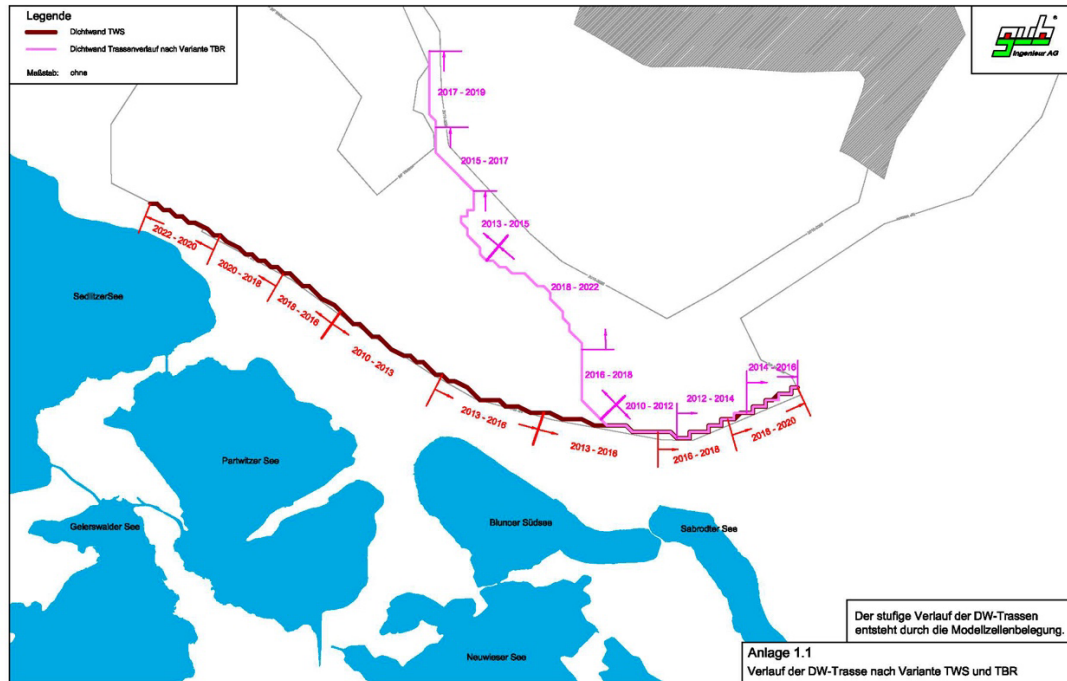 Legende
Dichtwand TWS
Dichtwand Trassenverlauf nach Variante TBR
Maßstab: ohne
gub
Ingenieur AG
2017 - 2019
2015 - 2017
2013 - 2015
2018 - 2022
2016 - 2018
2010 - 2012
2012 - 2014
2014 - 2016
2022 - 2020
2020 - 2018
2018 - 2016
2010 - 2013
2013 - 2016
2013 - 2016
2016 - 2018
2018 - 2020
SedlitzerSee
Partwitzer See
Geierswalder See
Blunoer Südsee
Sabrodter See
Neuwieser See
Der stufige Verlauf der DW-Trassen
entsteht durch die Modellzellenbelegung.
Anlage 1.1
Verlauf der DW-Trasse nach Variante TWS und TBR